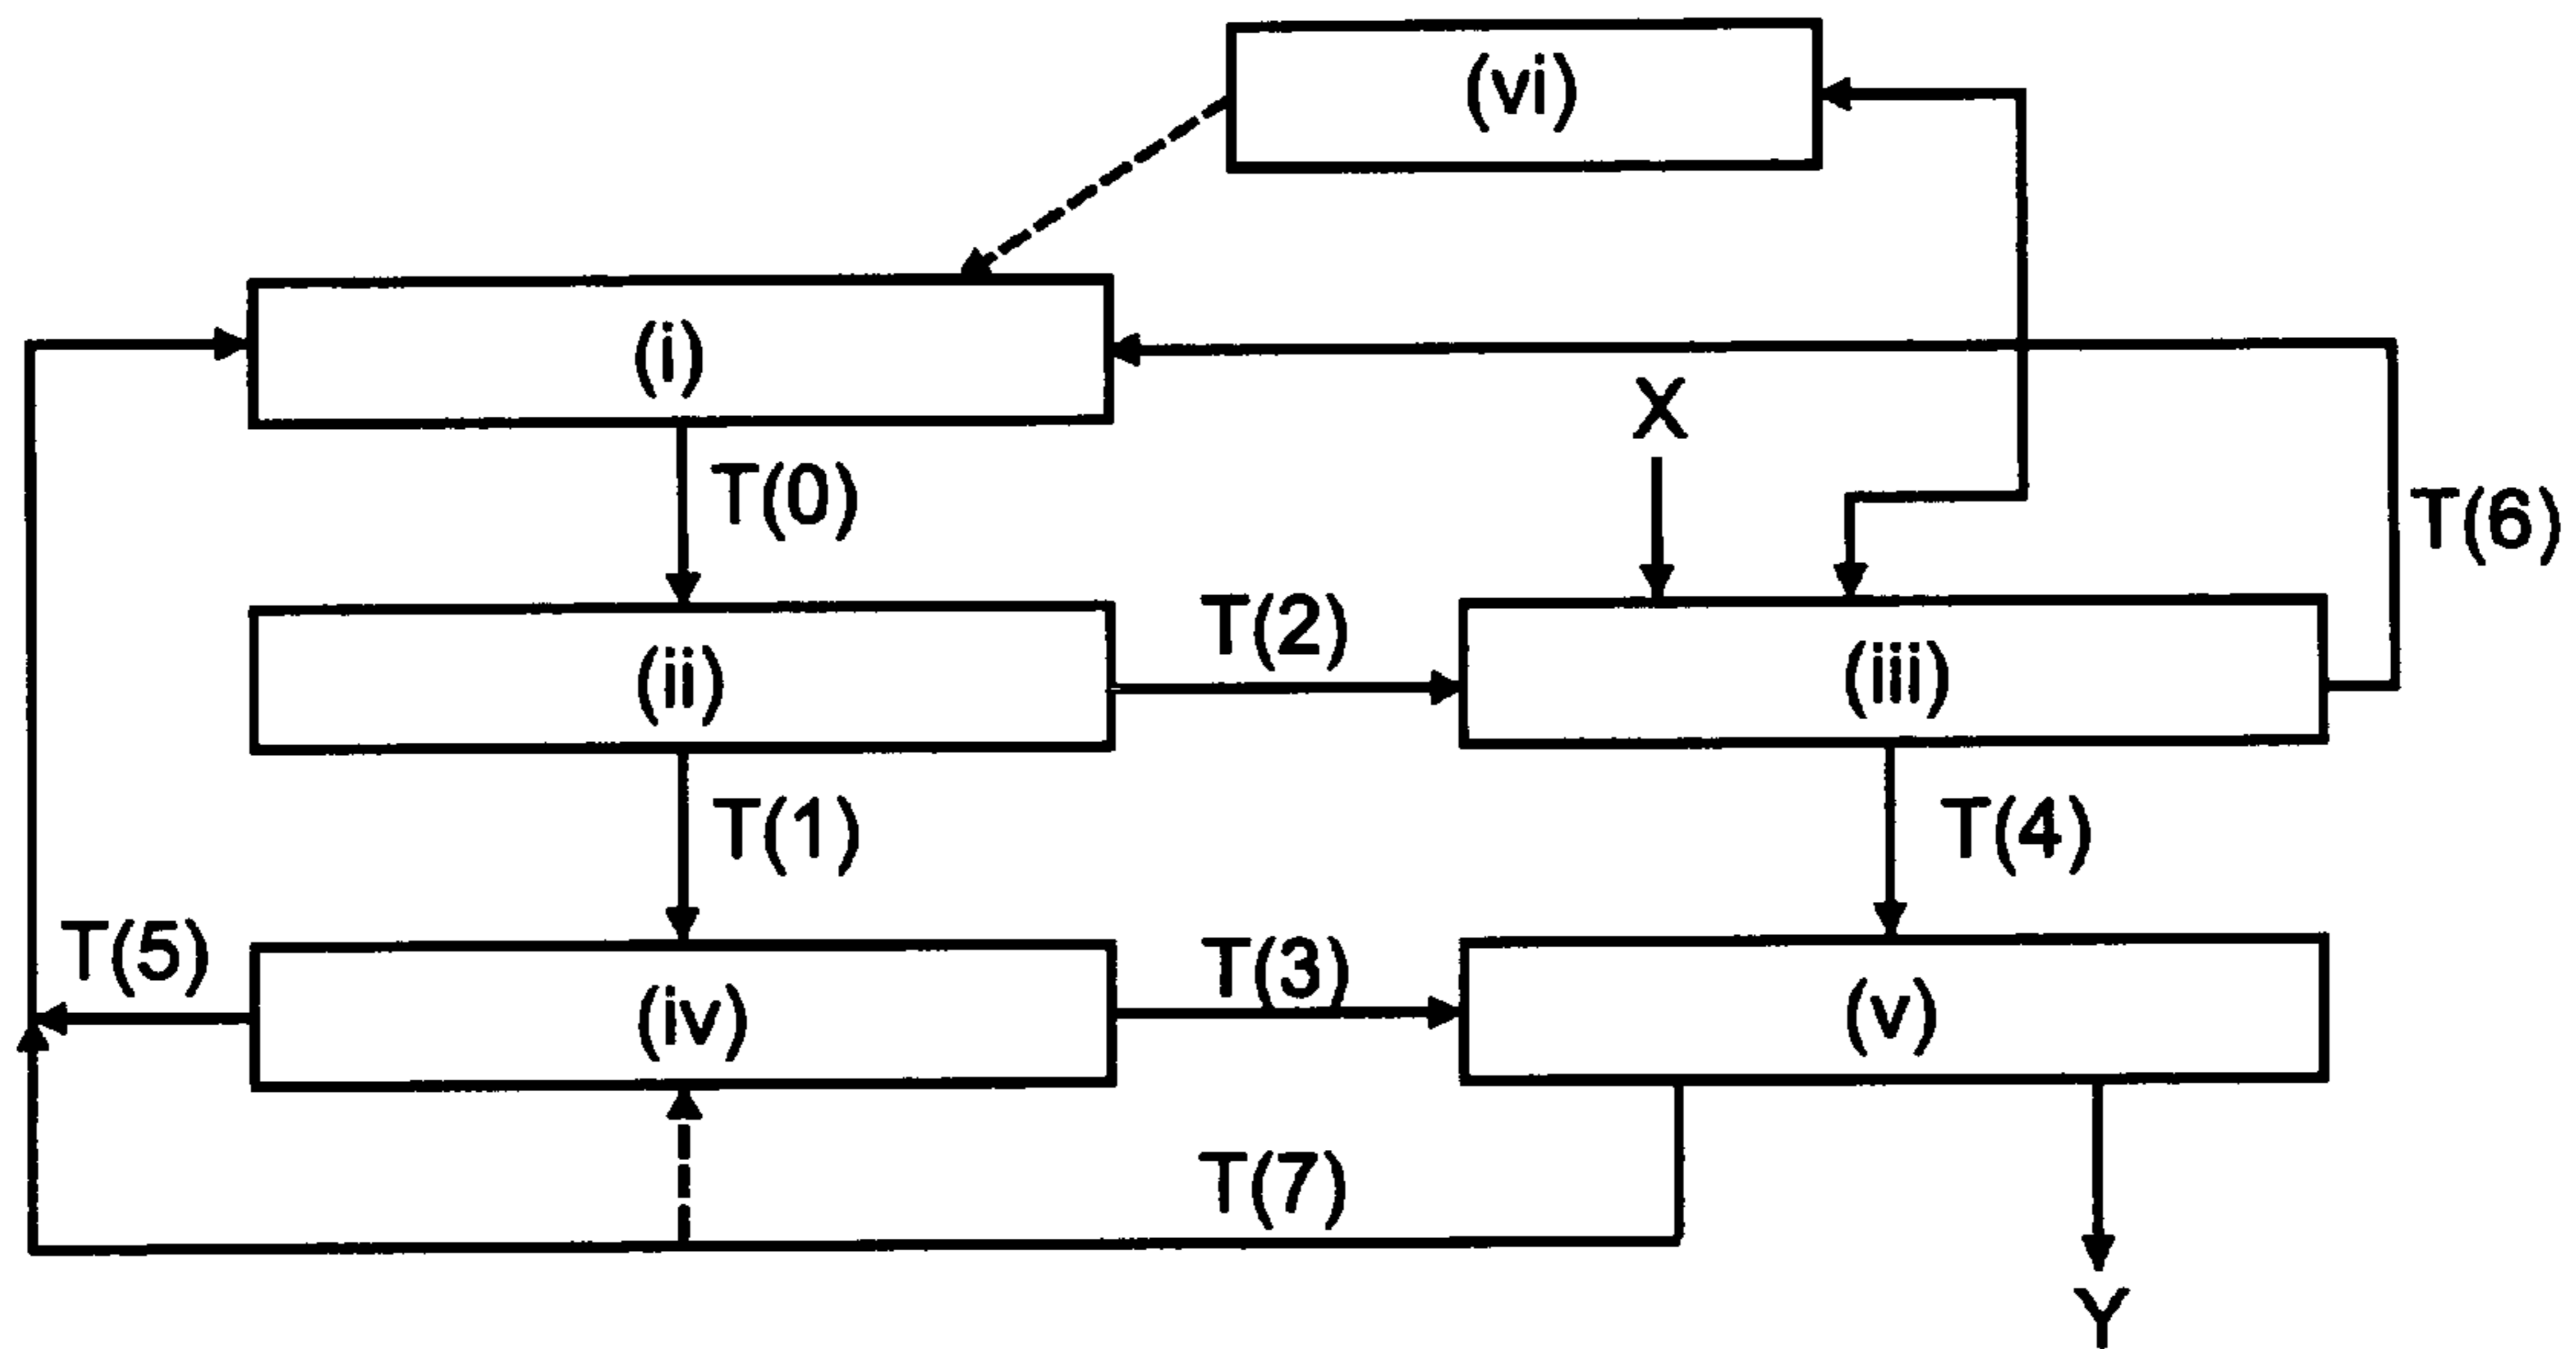 (vi)
(i)
X
T(0)
T(6)
T(2)
(ii)
(iii)
T(1)
T(4)
T(5)
T(3)
(iv)
(v)
T(7)
Y